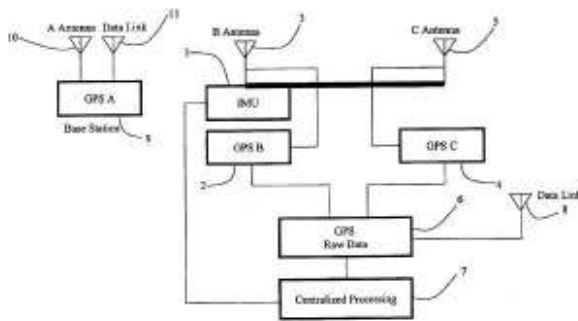 11
A Antenna Data Link
10
GPS A
Base Station
9
B Antenna
3
C Antenna
5
IMU
GPS B
2
GPS C
4
Data Link
8
6
GPS
Raw Data
7
Centralized Processing